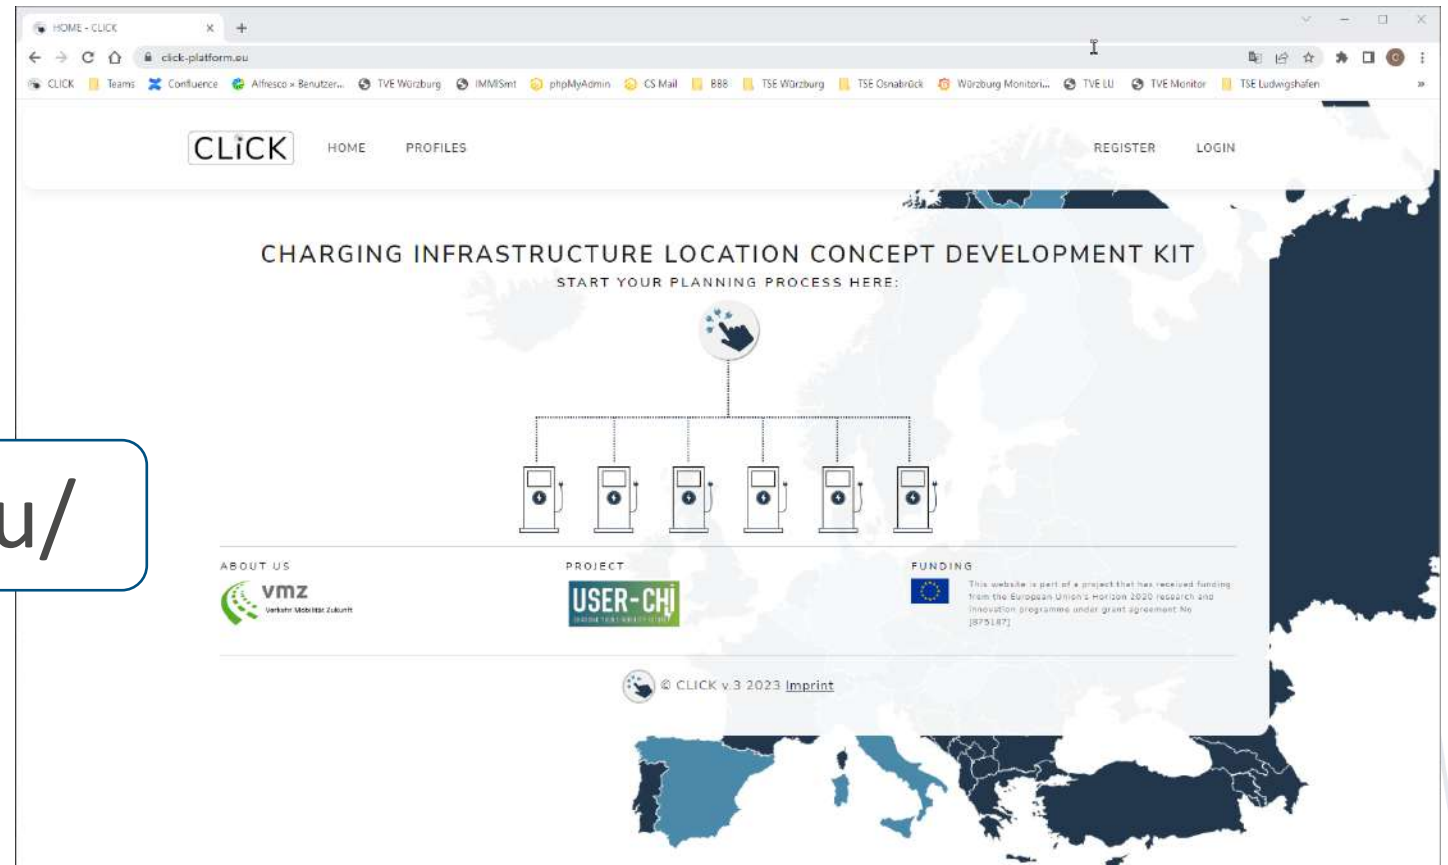 HOME - CLICK
click-platform.eu
CLICK Teams Confluence Alfresco » Benutzer... TVE Würzburg IMMISmt phpMyAdmin CS Mail BBB TSE Würzburg TSE Osnabrück Würzburg Monitori... TVE LU TVE Monitor TSE Ludwigshafen »
CLiCK HOME PROFILES REGISTER LOGIN
CHARGING INFRASTRUCTURE LOCATION CONCEPT DEVELOPMENT KIT
START YOUR PLANNING PROCESS HERE:
u/
ABOUT US PROJECT FUNDING
vmz
Verkehr Mobilität Zukunft
USER-CHi
This website is part of a project that has received funding
from the European Union's Horizon 2020 research and
innovation programme under grant agreement No
[875187]
© CLICK v.3 2023 Imprint